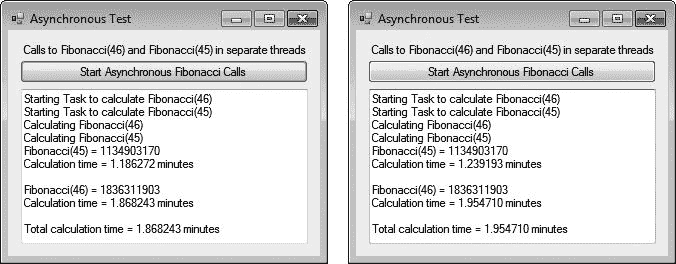 Asynchronous Test
Calls to Fibonacci(46) and Fibonacci(45) in separate threads
Start Asynchronous Fibonacci Calls
Starting Task to calculate Fibonacci(46)
Starting Task to calculate Fibonacci(45)
Calculating Fibonacci(46)
Calculating Fibonacci(45)
Fibonacci(45) = 1134903170
Calculation time = 1.186272 minutes
Fibonacci(46) = 1836311903
Calculation time = 1.868243 minutes
Total calculation time = 1.868243 minutes
Asynchronous Test
Calls to Fibonacci(46) and Fibonacci(45) in separate threads
Start Asynchronous Fibonacci Calls
Starting Task to calculate Fibonacci(46)
Starting Task to calculate Fibonacci(45)
Calculating Fibonacci(46)
Calculating Fibonacci(45)
Fibonacci(45) = 1134903170
Calculation time = 1.239193 minutes
Fibonacci(46) = 1836311903
Calculation time = 1.954710 minutes
Total calculation time = 1.954710 minutes